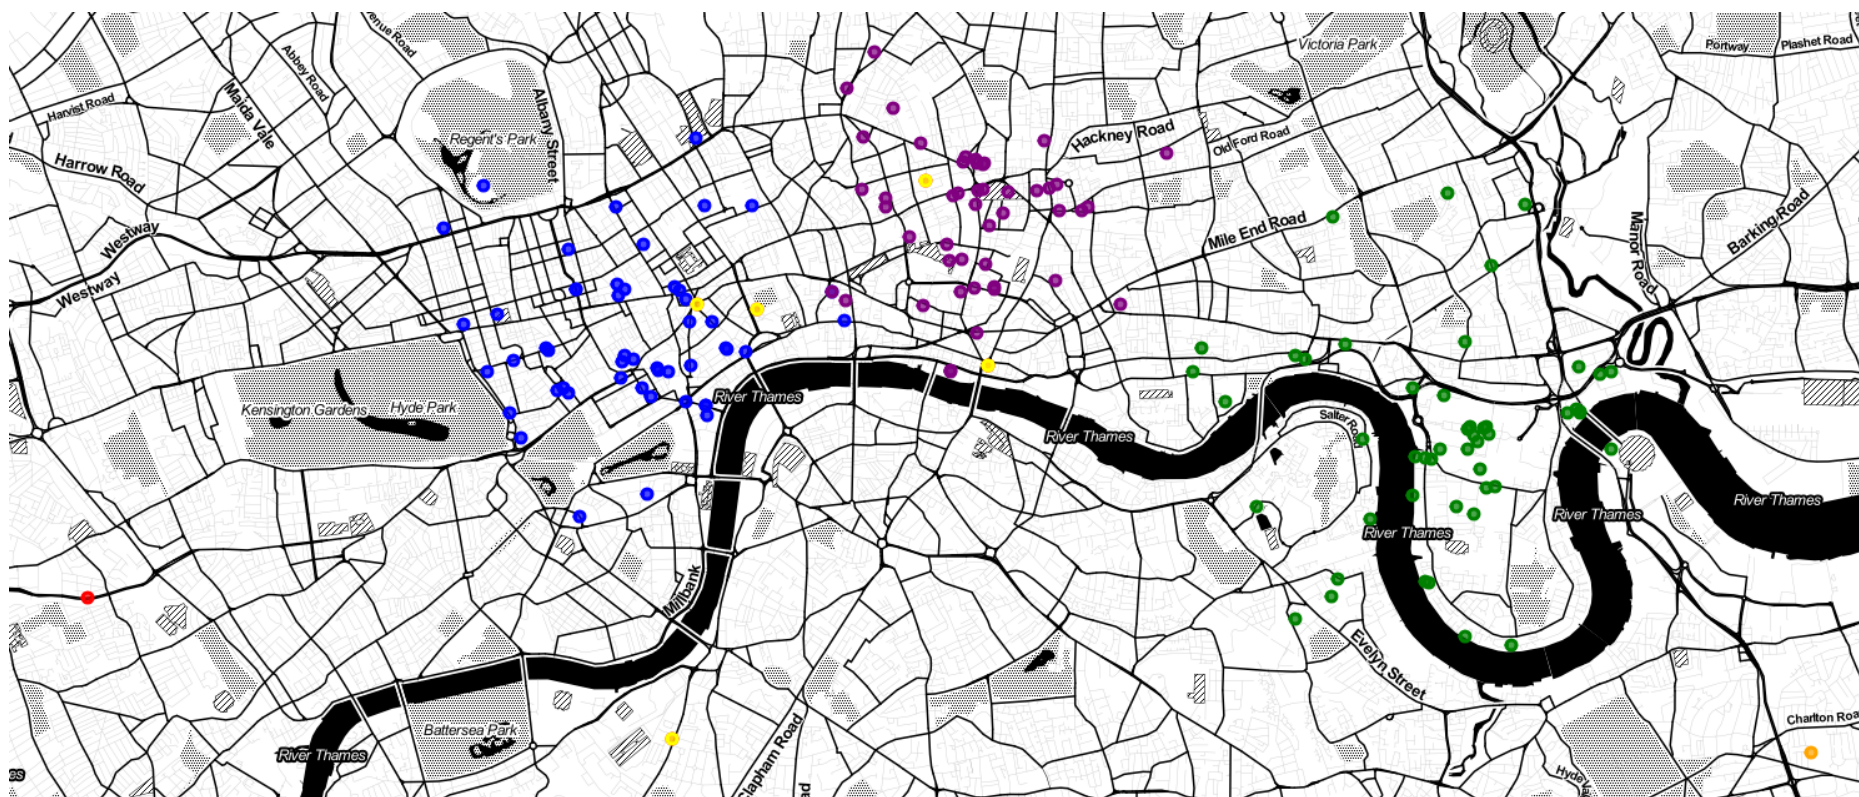 Victoria Park
Portway
Plashet Road
Abbey Road
Harvist Road
Maida Vale
Albany Street
Regent's Park
Hackney Road
Old Ford Road
Harrow Road
Westway
Westway
Mile End Road
Manor Road
Barking Road
Kensington Gardens
Hyde Park
River Thames
River Thames
Salter Road
River Thames
River Thames
River Thames
Millbank
Evelyn Street
Battersea Park
River Thames
Clapham Road
Charlton Roa
es
ad